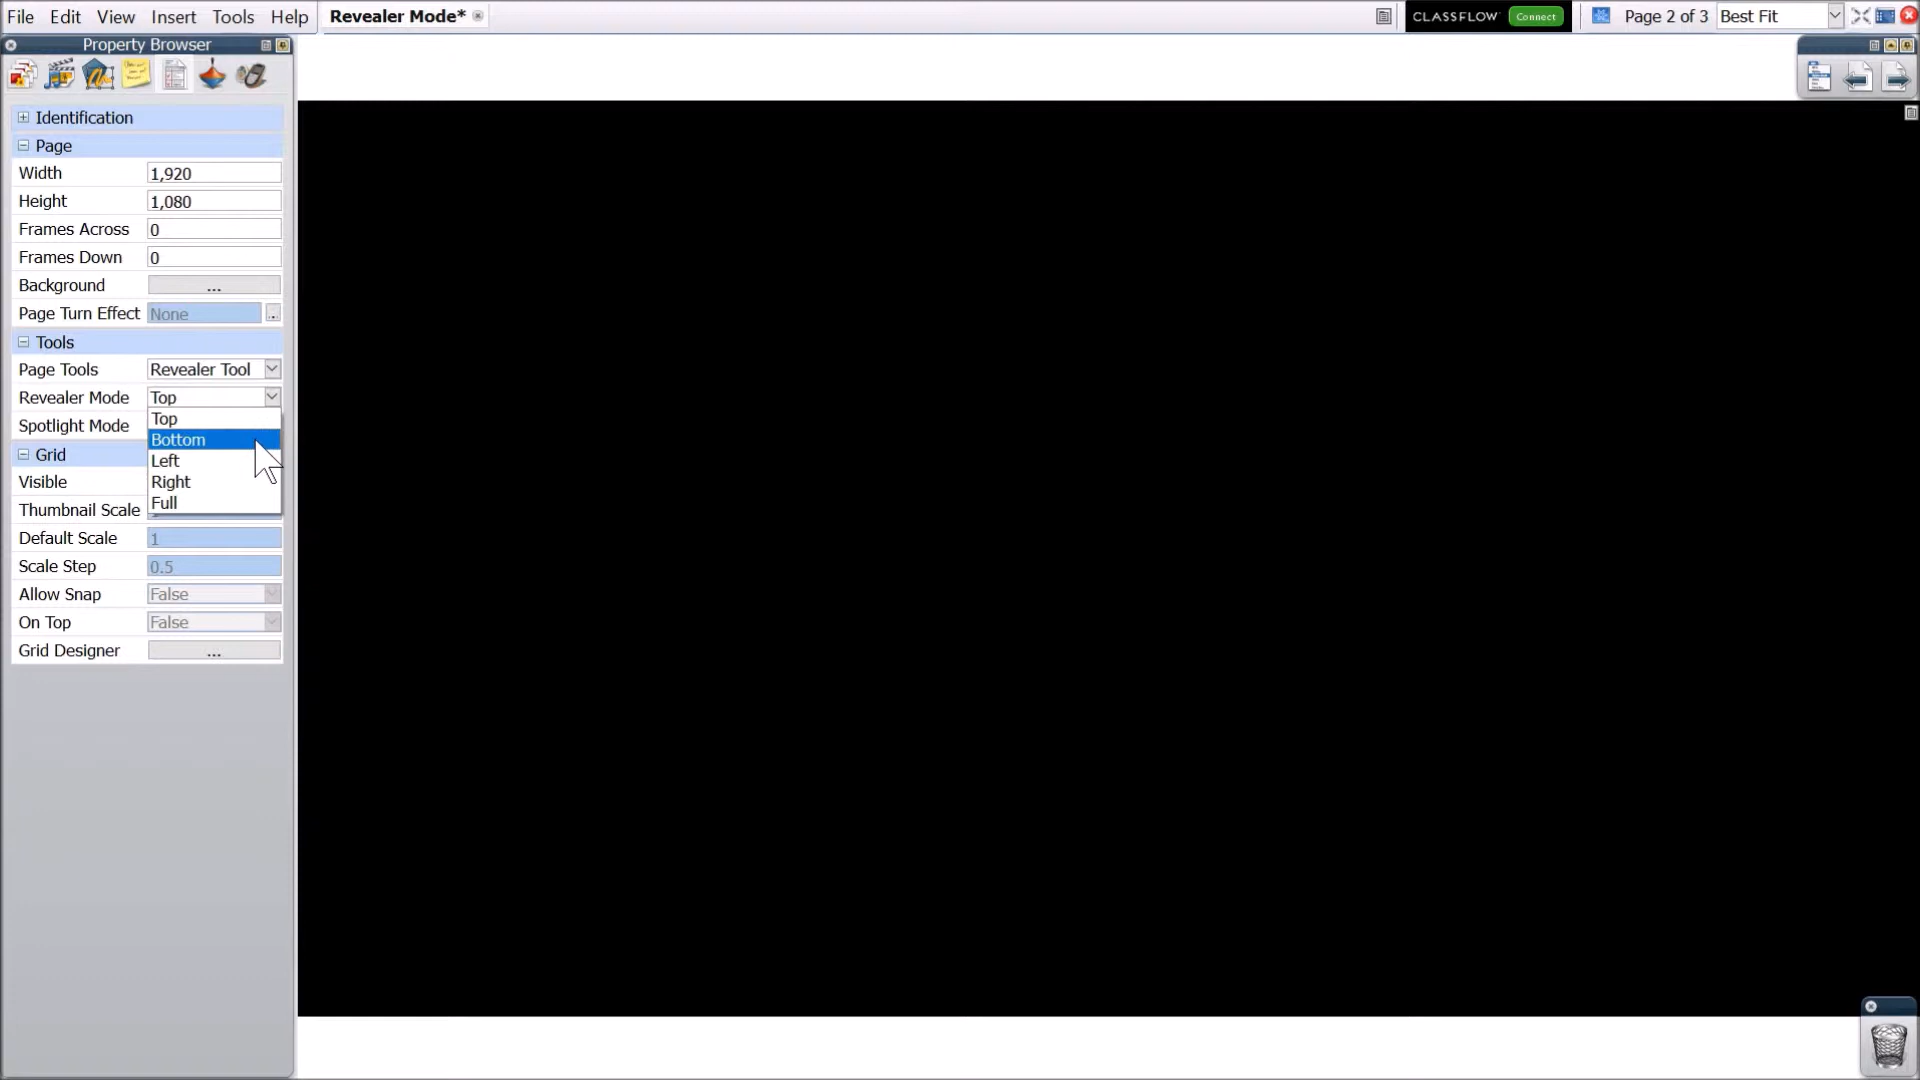 File Edit View Insert Tools Help Revealer Mode* CLASSFLOW Connect Page 2 of 3 Best Fit
Property Browser
Identification
Page
Width 1,920
Height 1,080
Frames Across 0
Frames Down 0
Background ...
Page Turn Effect None ...
Tools
Page Tools Revealer Tool
Revealer Mode Top
Top
Spotlight Mode
Bottom
Grid
Left
Visible
Right
Full
Thumbnail Scale
Default Scale 1
Scale Step 0.5
Allow Snap False
On Top False
Grid Designer ...